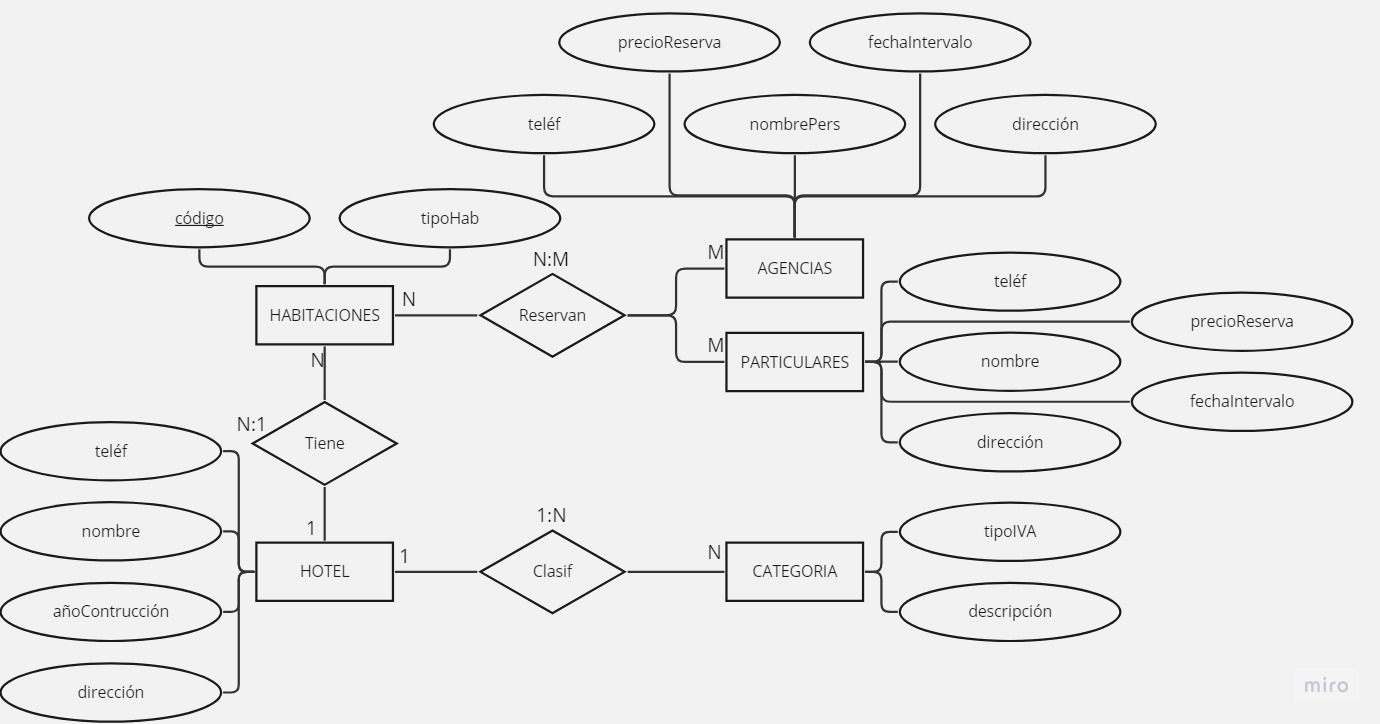 precioReserva
fechaIntervalo
teléf
nombrePers
dirección
código
tipoHab
AGENCIAS
M
N:M
HABITACIONES
N
Reservan
M
PARTICULARES
teléf
precioReserva
nombre
fechaIntervalo
dirección
N
N:1
Tiene
1
teléf
nombre
añoContrucción
dirección
HOTEL
1
1:N
Clasif
N
CATEGORIA
tipoIVA
descripción
miro